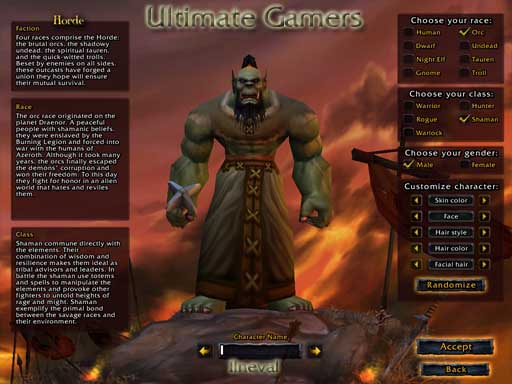 Ultimate Gamers
Horde
Faction
Four races comprise the Horde:
the brutal orcs, the shadowy
undead, the spiritual tauren,
and the quick-witted trolls.
Beset by enemies on all sides,
these outcasts have forged a
union they hope will ensure
their mutual survival.
Race
The orc race originated on the
planet Draenor. A peaceful
people with shamanic beliefs,
they were enslaved by the
Burning Legion and forced into
war with the humans of
Azeroth. Although it took many
years, the orcs finally escaped
the demons' corruption and
won their freedom. To this day
they fight for honor in an alien
world that hates and reviles
them.
Class
Shaman commune directly with
the elements. Their
combination of wisdom and
resilience makes them ideal as
tribal advisors and leaders. In
battle the shaman use totems
and spells to manipulate the
elements and provoke other
fighters to untold heights of
rage and might. Shaman
exemplify the primal bond
between the savage races and
their environment.
Choose your race:
Human Orc
Dwarf Undead
Night Elf Tauren
Gnome Troll
Choose your class:
Warrior Hunter
Rogue Shaman
Warlock
Choose your gender:
Male Female
Customize character:
Skin color
Face
Hair style
Hair color
Facial hair
Randomize
Character Name
Ineval
Accept
Back